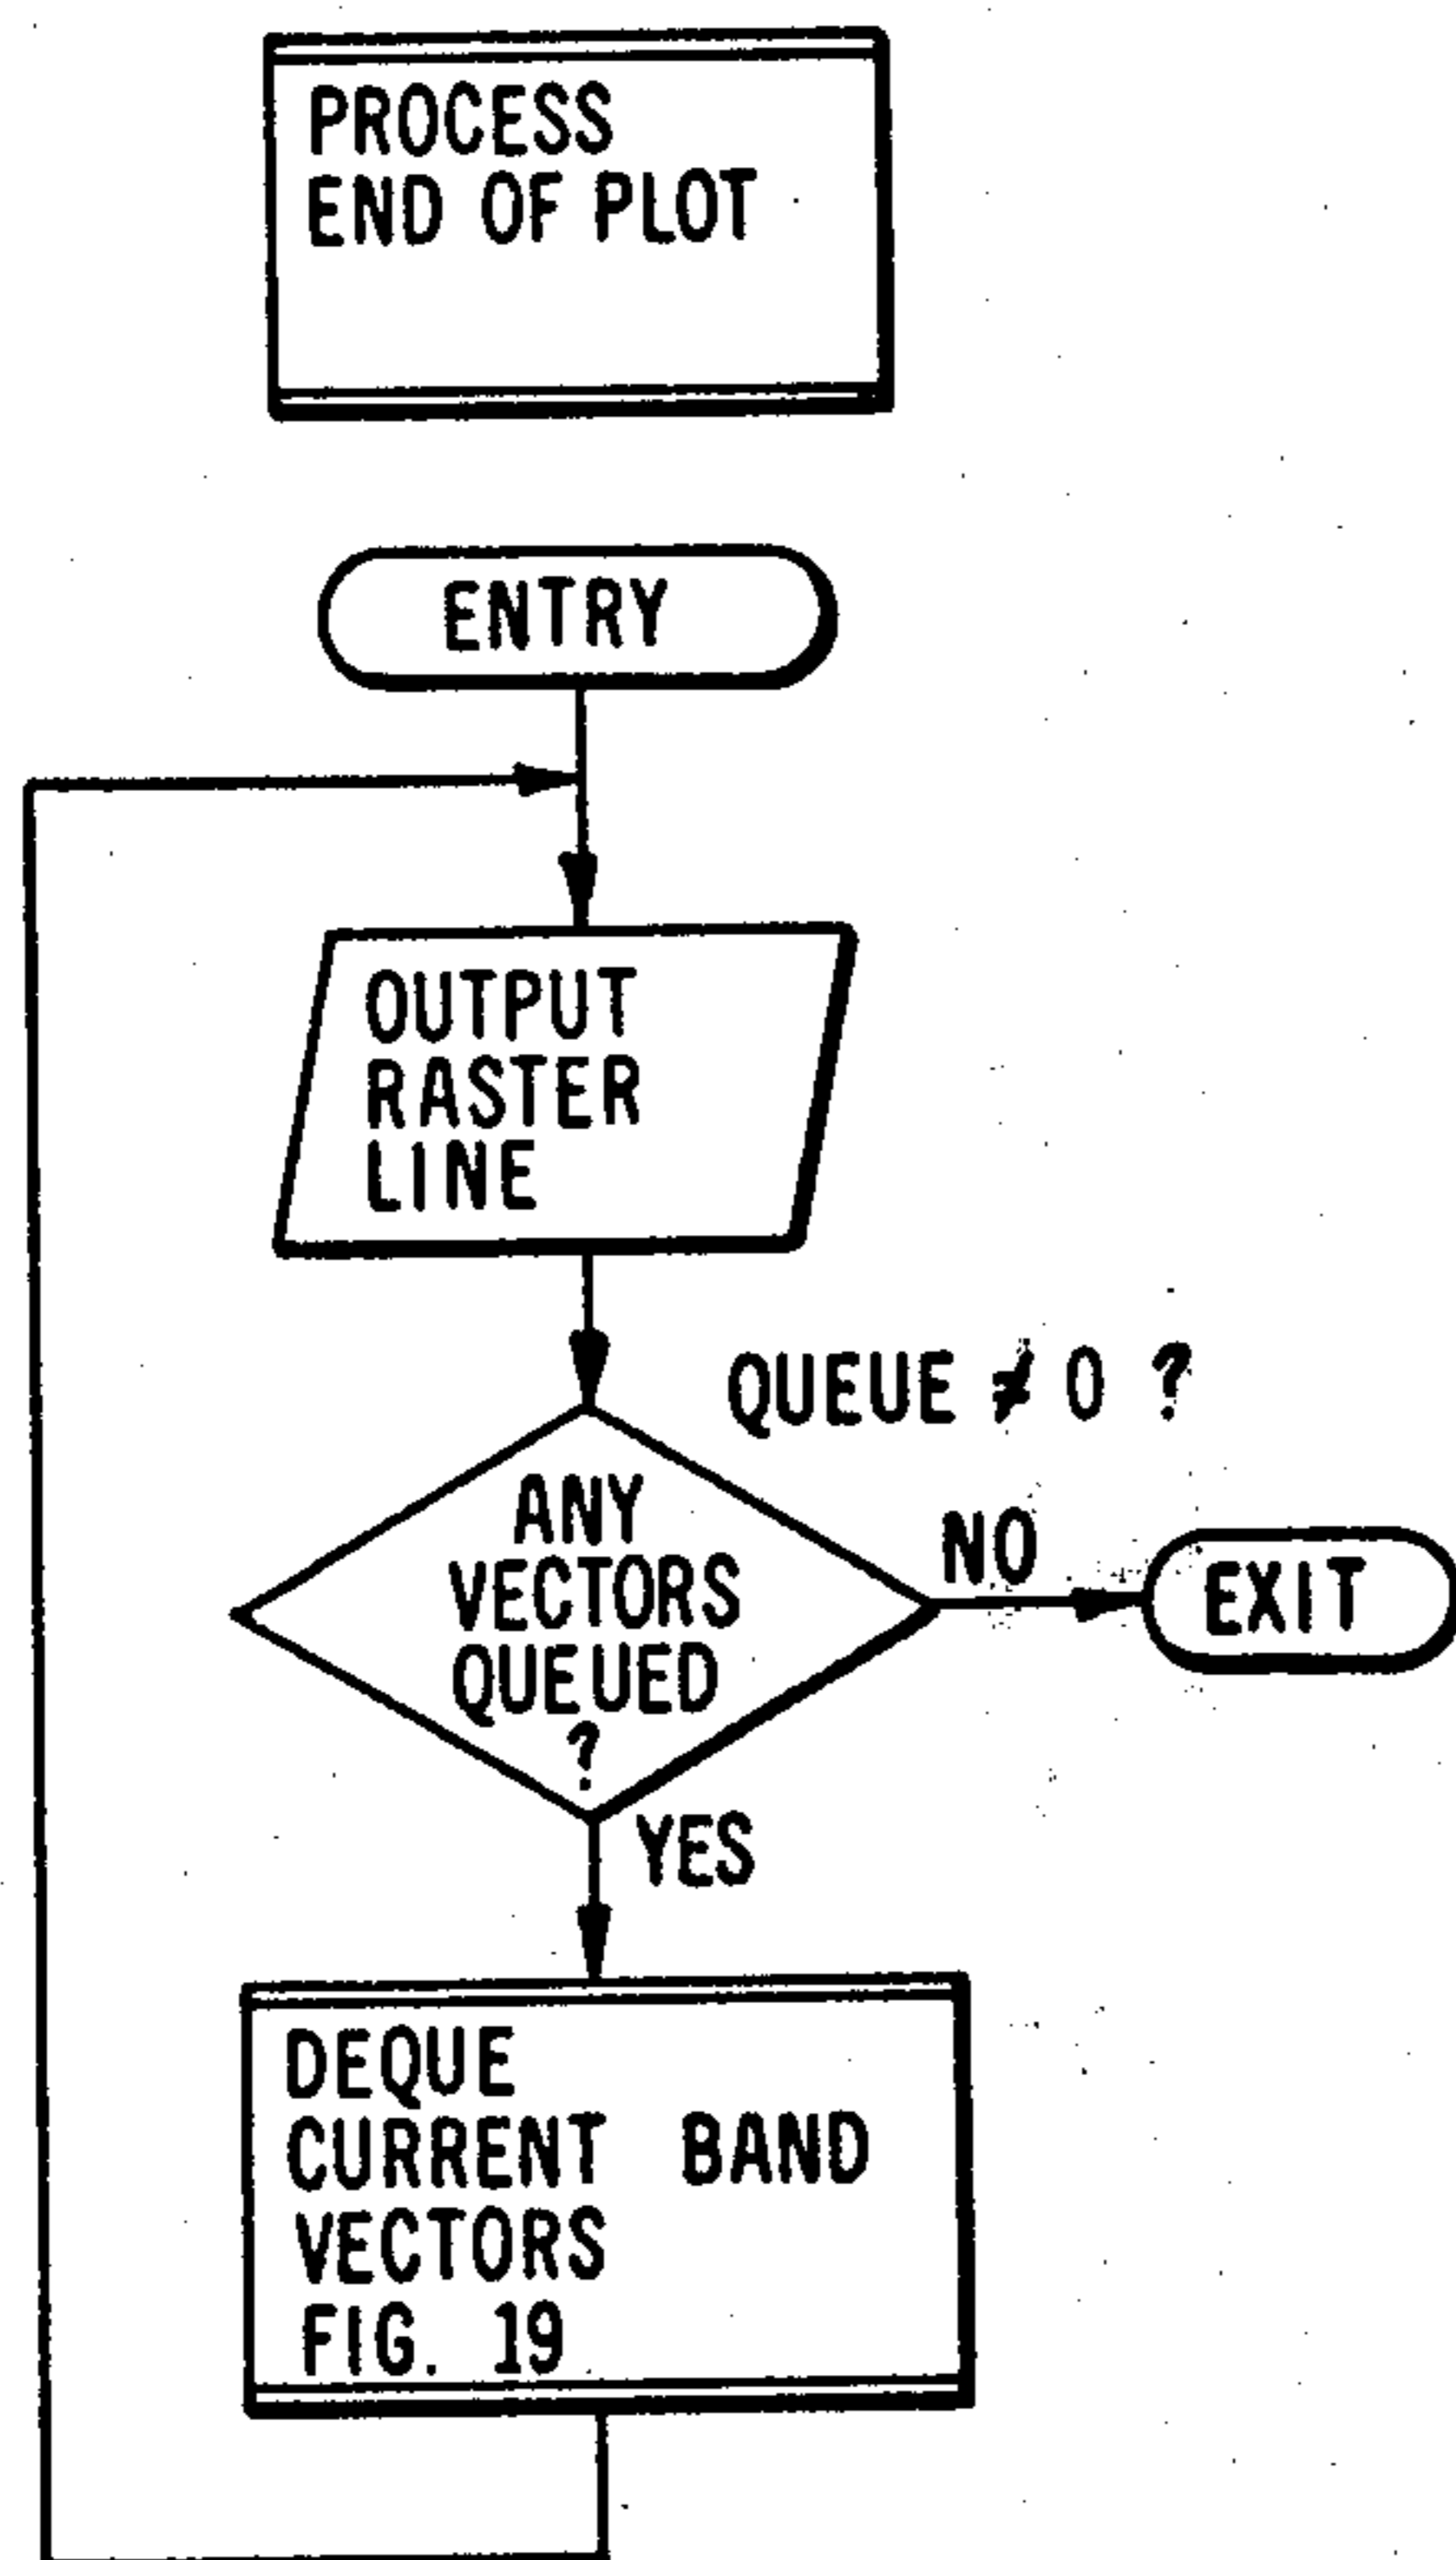 PROCESS
END OF PLOT
ENTRY
OUTPUT
RASTER
LINE
QUEUE ≠ 0 ?
ANY
VECTORS
QUEUED
?
NO
EXIT
YES
DEQUE
CURRENT BAND
VECTORS
FIG. 19